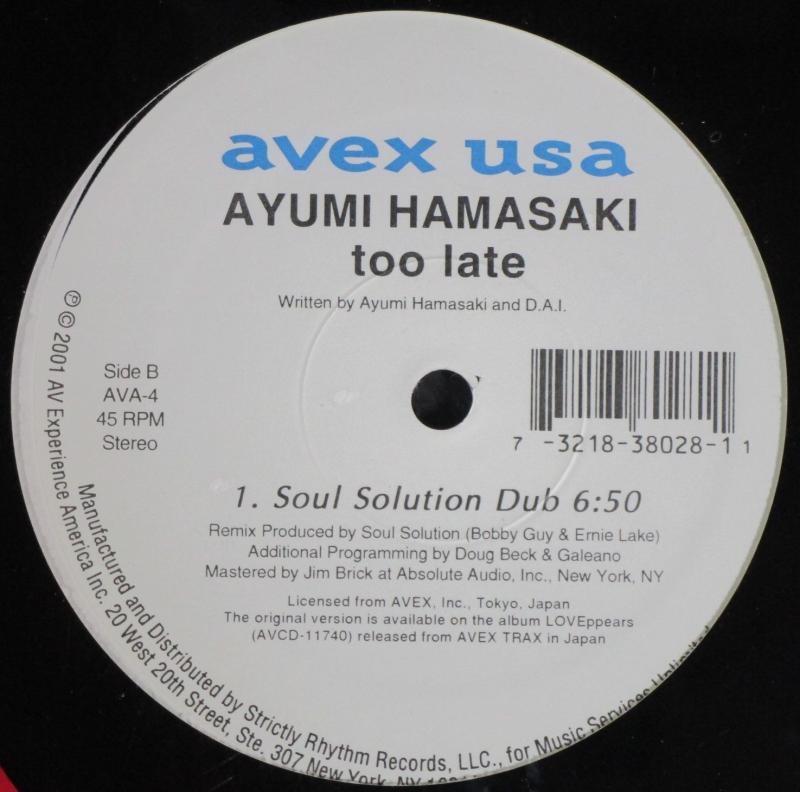 avex usa
AYUMI HAMASAKI
too late
Written by Ayumi Hamasaki and D.A.I.
Side B
AVA-4
45 RPM
Stereo
7 -3218-38028-1 1
1. Soul Solution Dub 6:50
Remix Produced by Soul Solution (Bobby Guy & Ernie Lake)
Additional Programming by Doug Beck & Galeano
Mastered by Jim Brick at Absolute Audio, Inc., New York, NY
Licensed from AVEX, Inc., Tokyo, Japan
The original version is available on the album LOVEppears
(AVCD-11740) released from AVEX TRAX in Japan
℗ © 2001 AV Experience America Inc. 20 West 20th Street, Ste. 307 New York, NY
Manufactured and Distributed by Strictly Rhythm Records, LLC., for Music Services Unlimited